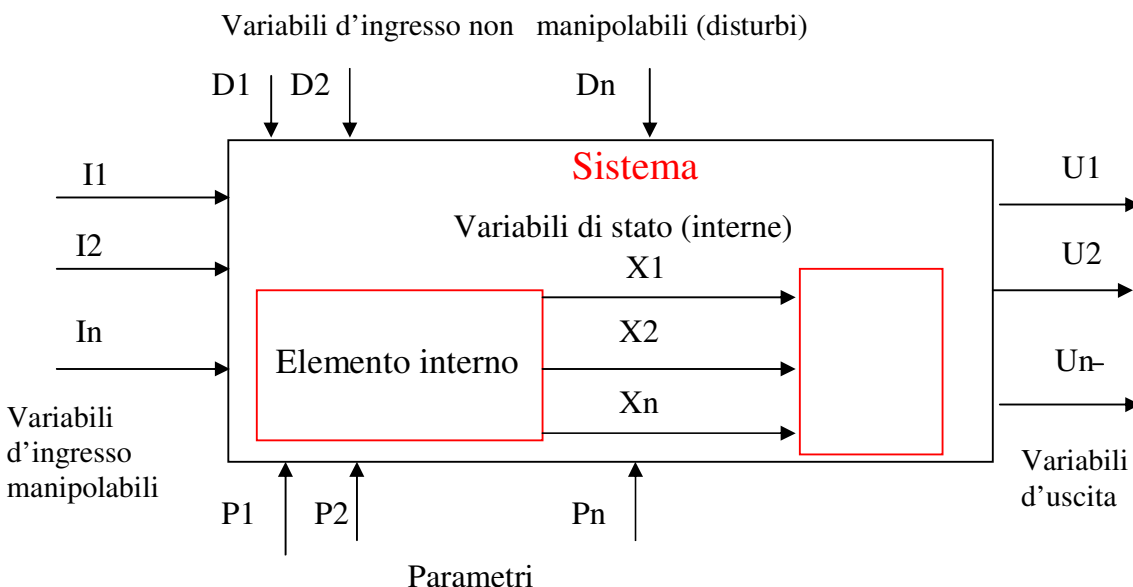 Variabili d’ingresso non manipolabili (disturbi)
D1 D2 Dn
Sistema
I1
U1
Variabili di stato (interne)
I2
X1
U2
In
X2
Un
Elemento interno
Xn
Variabili
d’ingresso
manipolabili
Variabili
d’uscita
P1 P2 Pn
Parametri